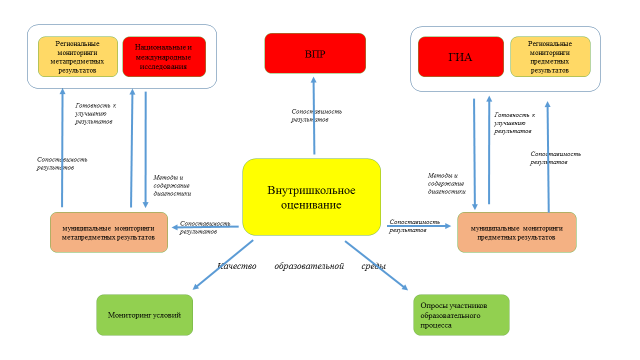 Региональные
мониторинги
метапредметных
результатов
Национальные и
международные
исследования
ВПР
ГИА
Региональные
мониторинги
предметных
результатов
Готовность к
улучшению
результатов
Сопоставимость
результатов
Готовность к
улучшению
результатов
Сопоставимость
результатов
Сопоставимость
результатов
Методы и
содержание
диагностики
Методы и
содержание
диагностики
Внутришкольное
оценивание
муниципальные мониторинги
метапредметных результатов
Сопоставимость
результатов
Сопоставимость
результатов
муниципальные мониторинги
предметных результатов
Качество образовательной среды
Мониторинг условий
Опросы участников
образовательного
процесса